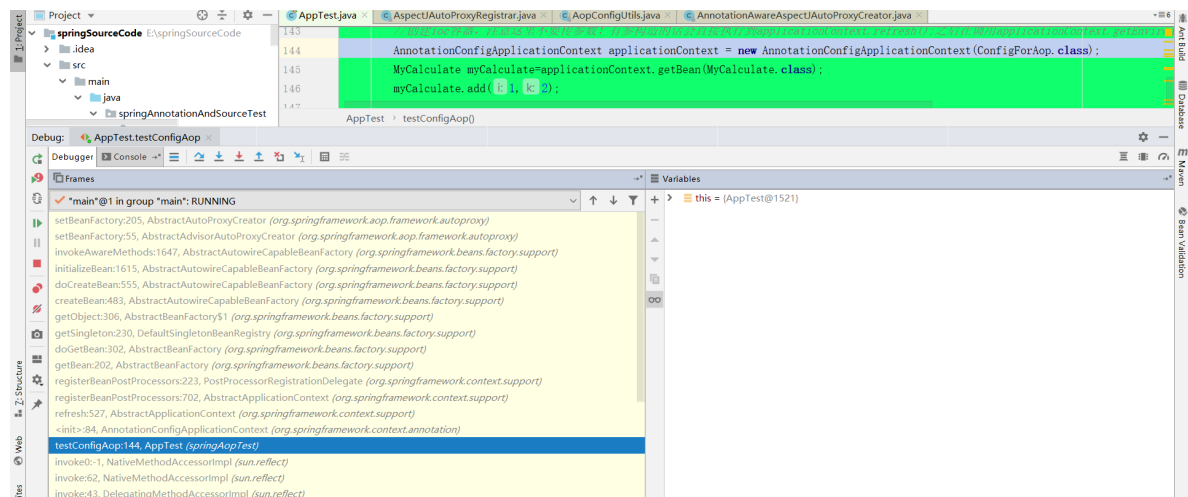 1: Project
Project
AppTest.java
AspectJAutoProxyRegistrar.java
AopConfigUtils.java
AnnotationAwareAspectJAutoProxyCreator.java
6
springSourceCode E:\springSourceCode
.idea
src
main
java
springAnnotationAndSourceTest
143
144 AnnotationConfigApplicationContext applicationContext = new AnnotationConfigApplicationContext(ConfigForAop.class);
145 MyCalculate myCalculate=applicationContext.getBean(MyCalculate.class);
146 myCalculate.add( i: 1, k: 2);
147
AppTest › testConfigAop()
Ant Build
Database
Maven
Bean Validation
Debug: AppTest.testConfigAop
Debugger Console
Frames
Variables
"main"@1 in group "main": RUNNING
this = {AppTest@1521}
setBeanFactory:205, AbstractAutoProxyCreator (org.springframework.aop.framework.autoproxy)
setBeanFactory:55, AbstractAdvisorAutoProxyCreator (org.springframework.aop.framework.autoproxy)
invokeAwareMethods:1647, AbstractAutowireCapableBeanFactory (org.springframework.beans.factory.support)
initializeBean:1615, AbstractAutowireCapableBeanFactory (org.springframework.beans.factory.support)
doCreateBean:555, AbstractAutowireCapableBeanFactory (org.springframework.beans.factory.support)
createBean:483, AbstractAutowireCapableBeanFactory (org.springframework.beans.factory.support)
getObject:306, AbstractBeanFactory$1 (org.springframework.beans.factory.support)
getSingleton:230, DefaultSingletonBeanRegistry (org.springframework.beans.factory.support)
doGetBean:302, AbstractBeanFactory (org.springframework.beans.factory.support)
getBean:202, AbstractBeanFactory (org.springframework.beans.factory.support)
registerBeanPostProcessors:223, PostProcessorRegistrationDelegate (org.springframework.context.support)
registerBeanPostProcessors:702, AbstractApplicationContext (org.springframework.context.support)
refresh:527, AbstractApplicationContext (org.springframework.context.support)
<init>:84, AnnotationConfigApplicationContext (org.springframework.context.annotation)
testConfigAop:144, AppTest (springAopTest)
invoke0:-1, NativeMethodAccessorImpl (sun.reflect)
invoke:62, NativeMethodAccessorImpl (sun.reflect)
invoke:43, DelegatingMethodAccessorImpl (sun.reflect)
Z: Structure
Web